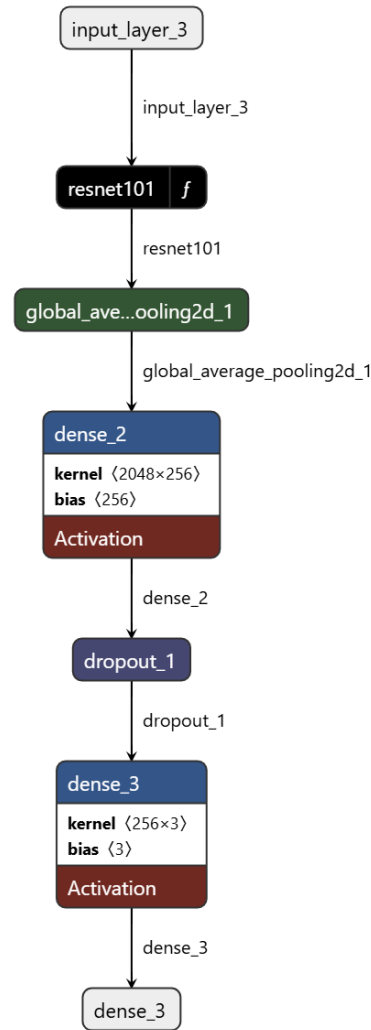 input_layer_3
input_layer_3
resnet101 f
resnet101
global_ave...ooling2d_1
global_average_pooling2d_1
dense_2
kernel 〈2048×256〉
bias 〈256〉
Activation
dense_2
dropout_1
dropout_1
dense_3
kernel 〈256×3〉
bias 〈3〉
Activation
dense_3
dense_3